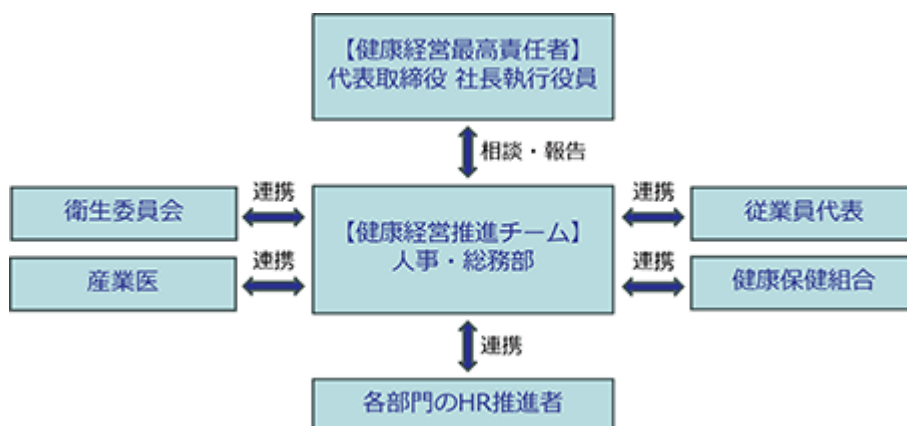 【健康経営最高責任者】
代表取締役 社長執行役員
相談・報告
連携
連携
衛生委員会
従業員代表
【健康経営推進チーム】
人事・総務部
連携
連携
産業医
健康保健組合
連携
各部門のHR推進者